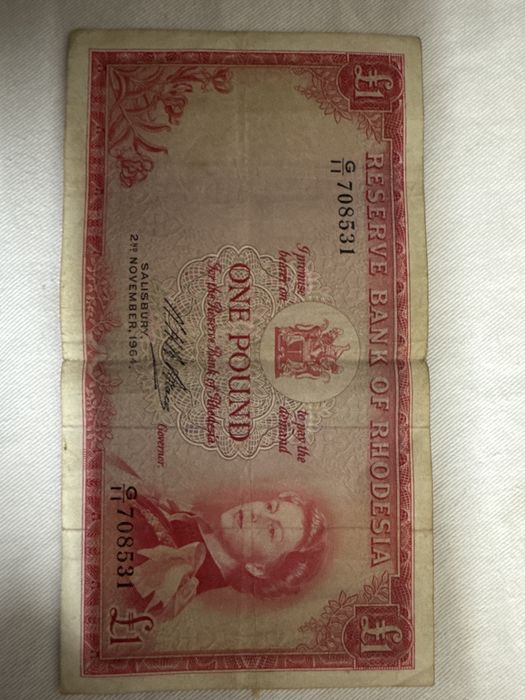 £1
RESERVE BANK OF RHODESIA
£1
G/11 708531
I promise to pay the
bearer on demand
ONE POUND
for the Reserve Bank of Rhodesia
SALISBURY,
2ND NOVEMBER, 1964.
Governor.
G/11 708531
£1